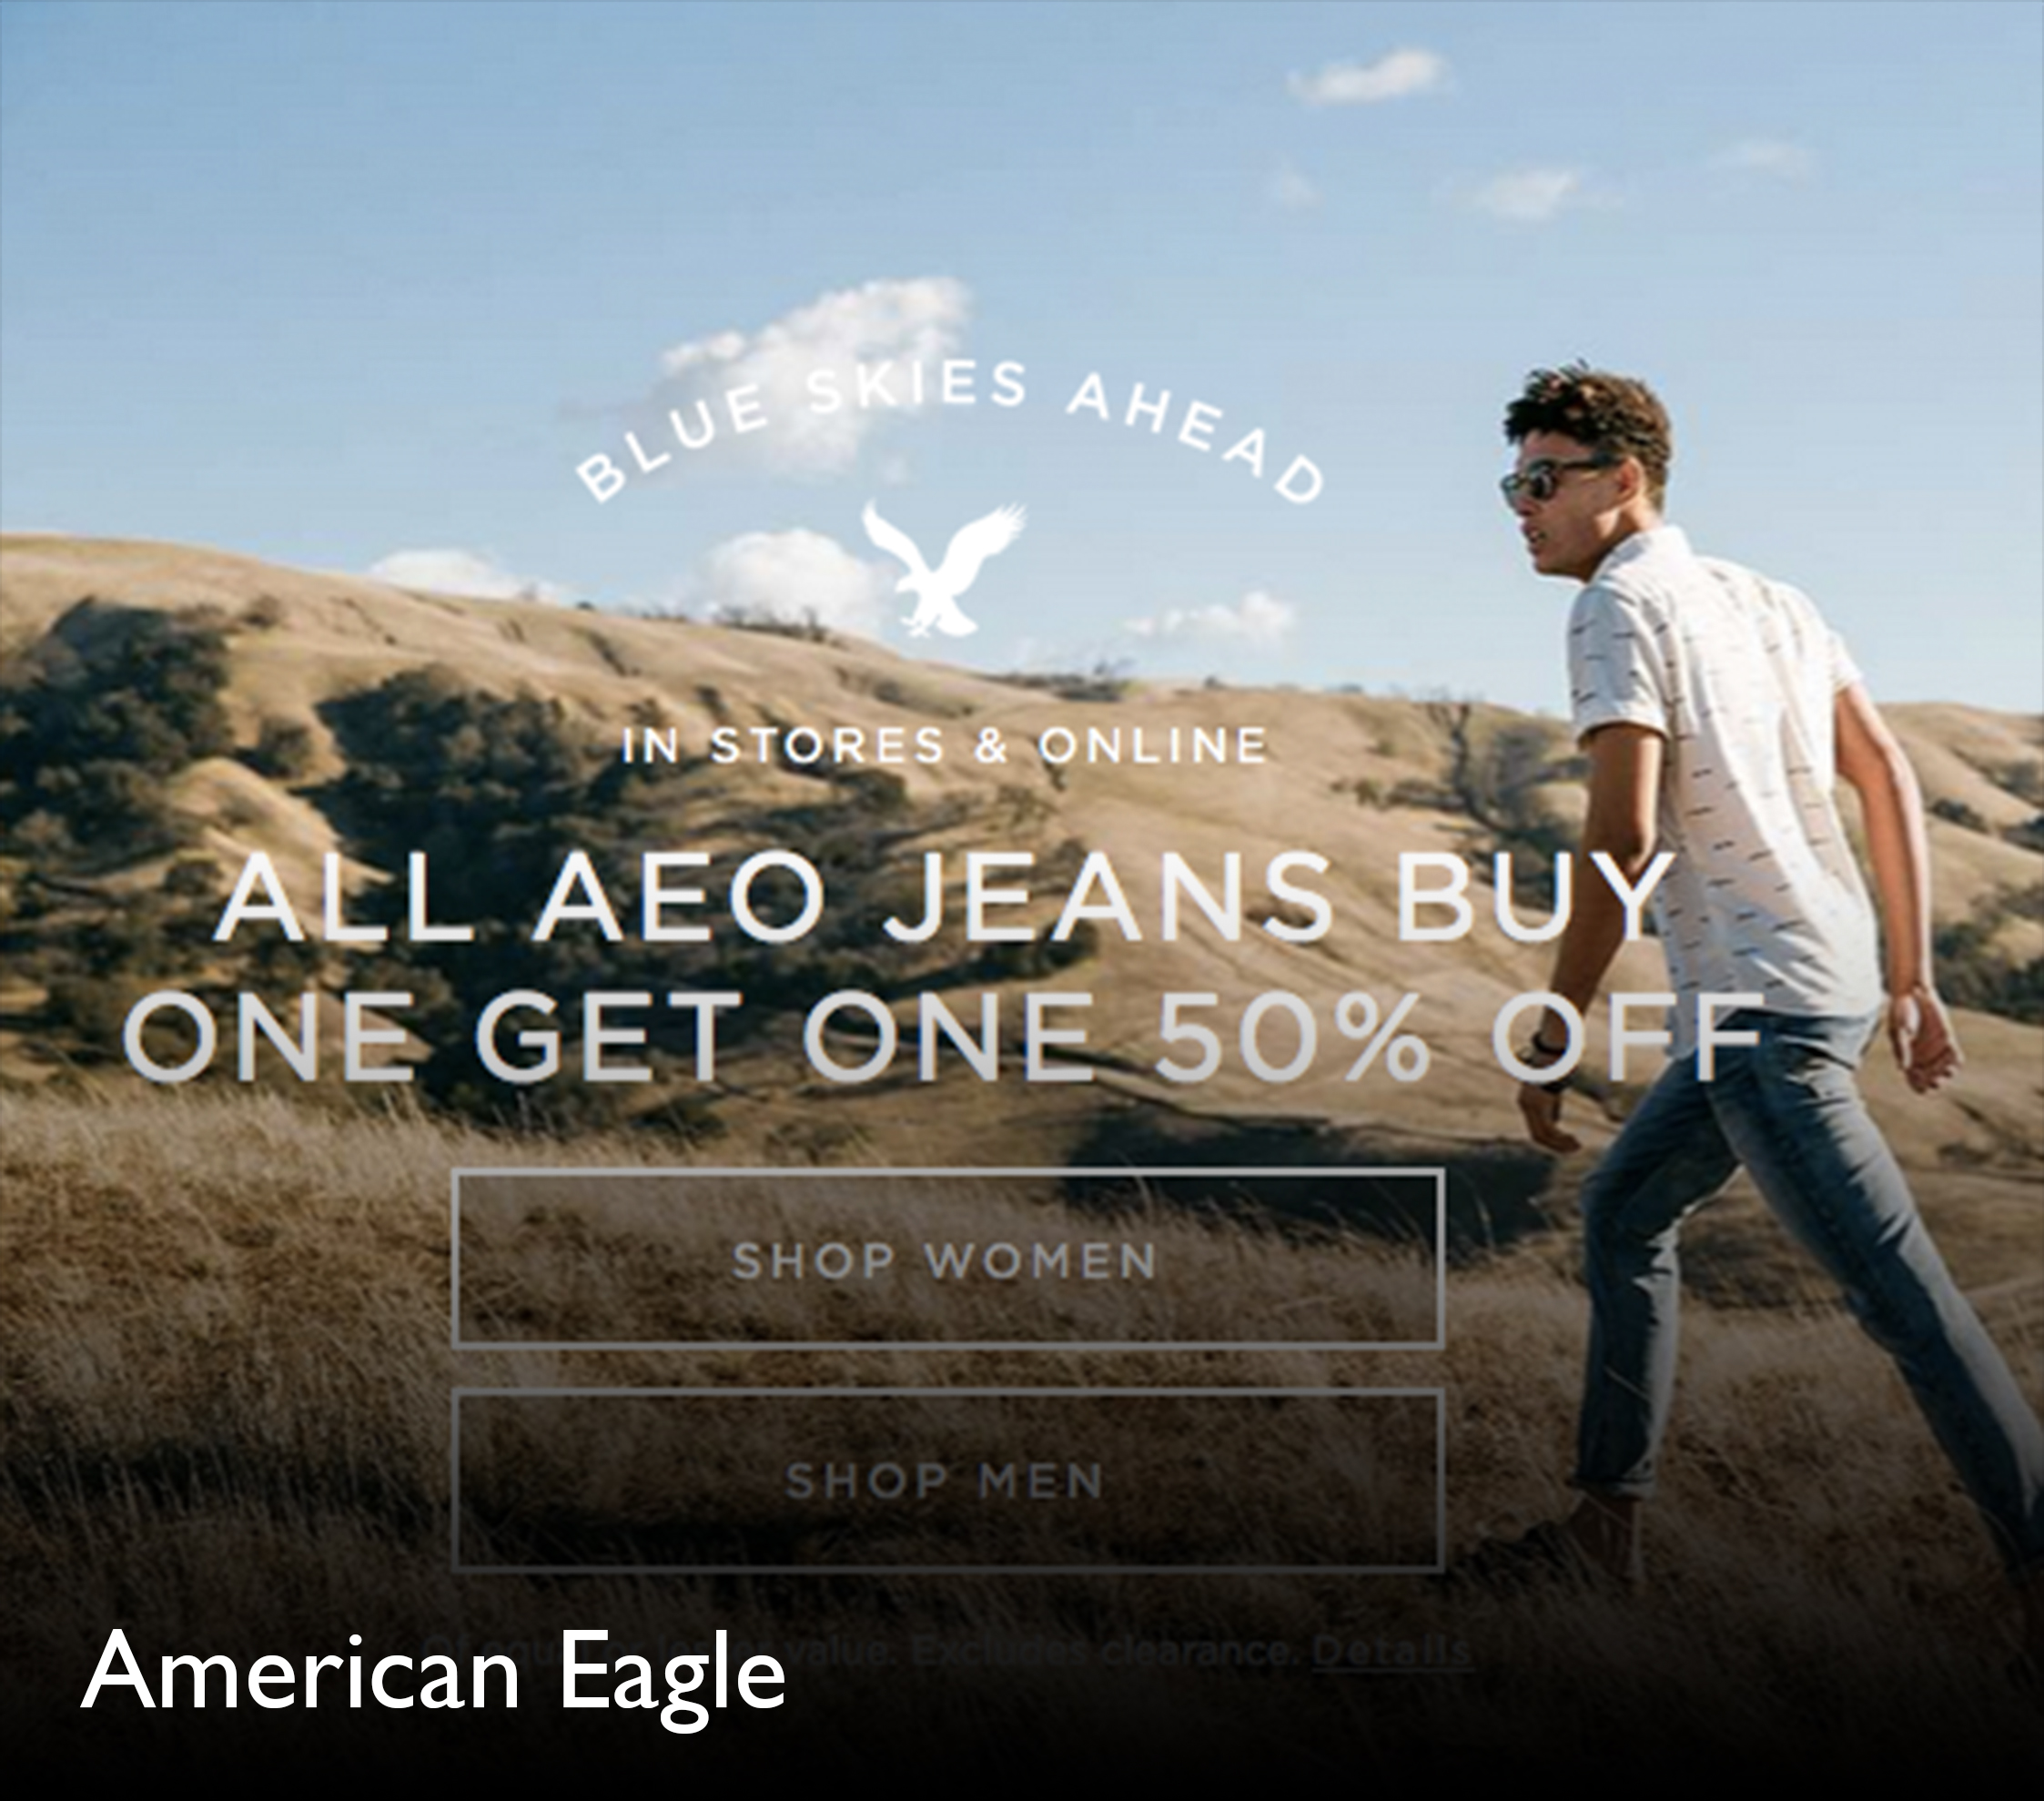 BLUE SKIES AHEAD
IN STORES & ONLINE
ALL AEO JEANS BUY
ONE GET ONE 50% OFF
SHOP WOMEN
SHOP MEN
value. Excludes clearance. Details
American Eagle